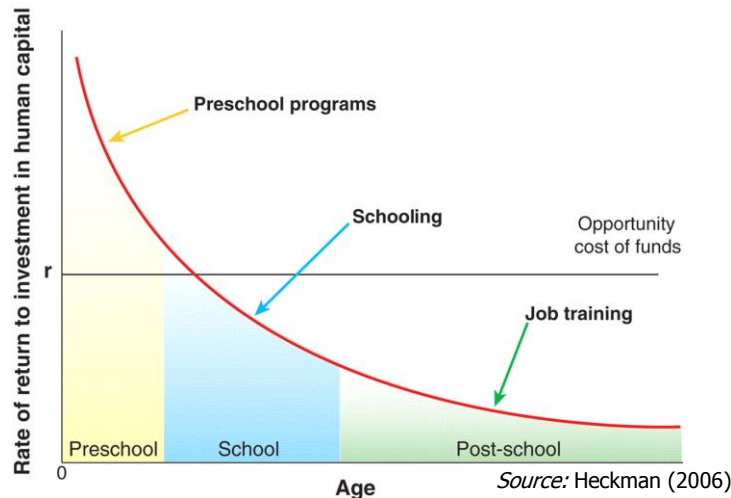 Rate of return to investment in human capital
Preschool programs
Schooling
Opportunity
cost of funds
r
Job training
Preschool
School
Post-school
0
Age
Source: Heckman (2006)